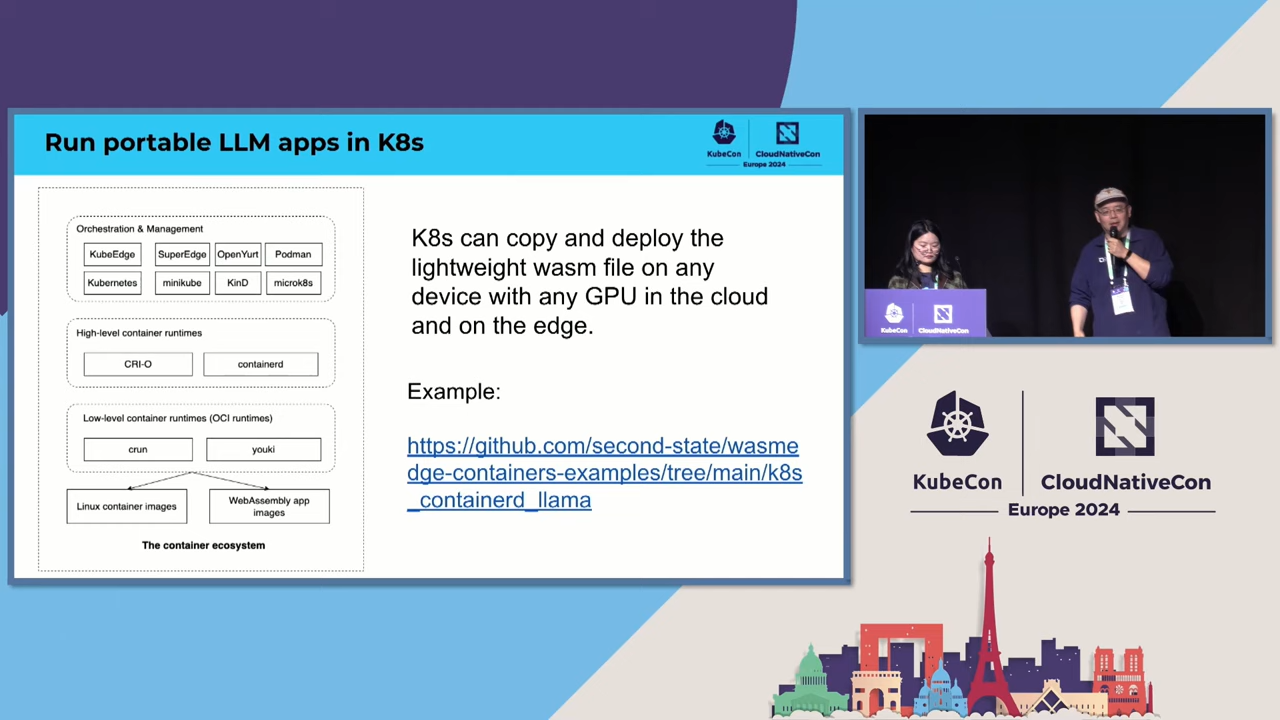 Run portable LLM apps in K8s
KubeCon
CloudNativeCon
Europe 2024
Orchestration & Management
KubeEdge
SuperEdge
OpenYurt
Podman
Kubernetes
minikube
KinD
microk8s
High-level container runtimes
CRI-O
containerd
Low-level container runtimes (OCI runtimes)
crun
youki
Linux container images
WebAssembly app
images
The container ecosystem
K8s can copy and deploy the
lightweight wasm file on any
device with any GPU in the cloud
and on the edge.
Example:
https://github.com/second-state/wasme
dge-containers-examples/tree/main/k8s
_containerd_llama
KubeCon
CloudNativeCon
KubeCon
CloudNativeCon
Europe 2024